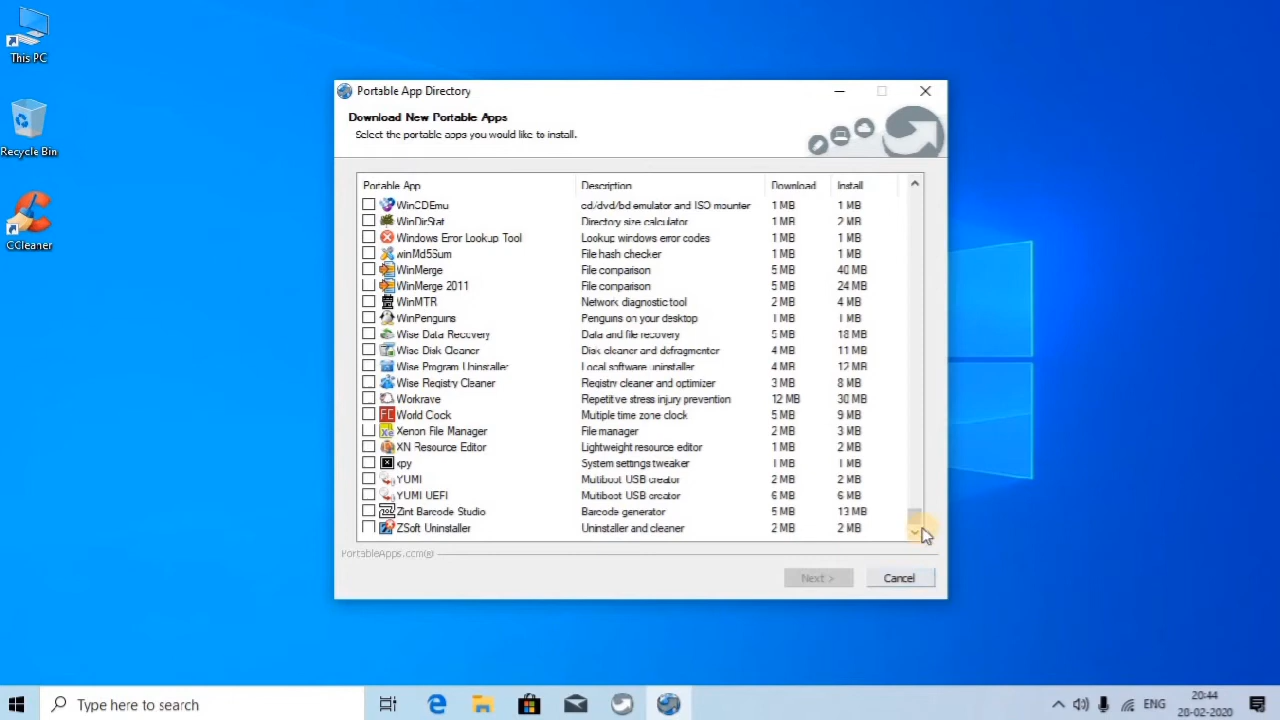 This PC
Recycle Bin
CCleaner
Portable App Directory
Download New Portable Apps
Select the portable apps you would like to install.
Portable App Description Download Install
WinCDEmu cd/dvd/bd emulator and ISO mounter 1 MB 1 MB
WinDirStat Directory size calculator 1 MB 2 MB
Windows Error Lookup Tool Lookup windows error codes 1 MB 1 MB
winMd5Sum File hash checker 1 MB 1 MB
WinMerge File comparison 5 MB 40 MB
WinMerge 2011 File comparison 5 MB 24 MB
WinMTR Network diagnostic tool 2 MB 4 MB
WinPenguins Penguins on your desktop 1 MB 1 MB
Wise Data Recovery Data and file recovery 5 MB 18 MB
Wise Disk Cleaner Disk cleaner and defragmenter 4 MB 11 MB
Wise Program Uninstaller Local software uninstaller 4 MB 12 MB
Wise Registry Cleaner Registry cleaner and optimizer 3 MB 8 MB
Workrave Repetitive stress injury prevention 12 MB 30 MB
FC World Clock Multiple time zone clock 5 MB 9 MB
Xenon File Manager File manager 2 MB 3 MB
XN Resource Editor Lightweight resource editor 2 MB 7 MB
xpy System settings tweaker 1 MB 1 MB
YUMI Multiboot USB creator 2 MB 2 MB
YUMI UEFI Multiboot USB creator 6 MB 6 MB
Zint Barcode Studio Barcode generator 5 MB 13 MB
ZSoft Uninstaller Uninstaller and cleaner 2 MB 2 MB
PortableApps.com®
Next > Cancel
Type here to search
ENG
20:44
28-02-2020